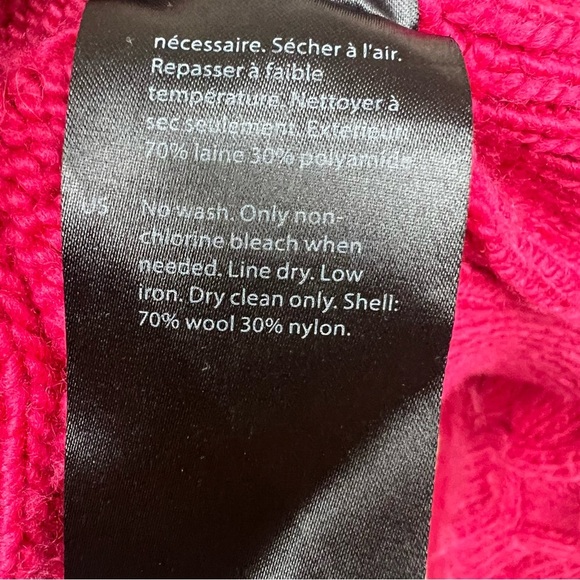 nécessaire. Sécher à l'air.
Repasser à faible
température. Nettoyer à
sec seulement. Extérieur:
70% laine 30% polyamide.
US No wash. Only non-
chlorine bleach when
needed. Line dry. Low
iron. Dry clean only. Shell:
70% wool 30% nylon.